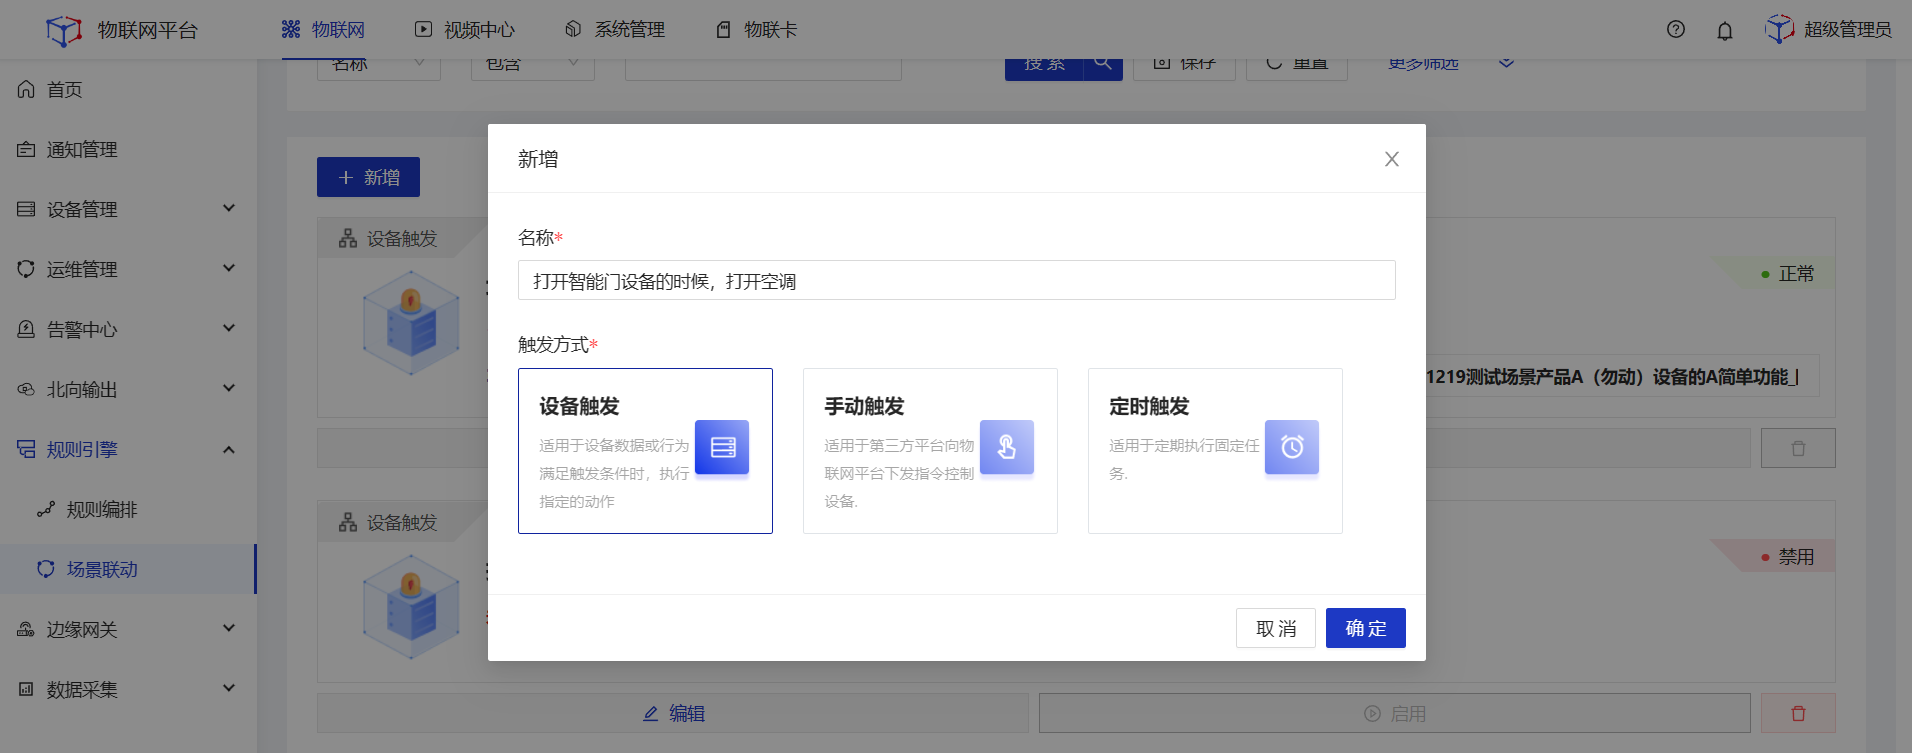 物联网平台
物联网
视频中心
系统管理
物联卡
超级管理员
首页
通知管理
设备管理
运维管理
告警中心
北向输出
规则引擎
规则编排
场景联动
边缘网关
数据采集
名称
包含
搜 索
保存
重置
更多筛选
新增
设备触发
正常
1219测试场景产品A（勿动）设备的A简单功能_
设备触发
禁用
编辑
启用
新增
名称*
打开智能门设备的时候，打开空调
触发方式*
设备触发
适用于设备数据或行为
满足触发条件时，执行
指定的动作
手动触发
适用于第三方平台向物
联网平台下发指令控制
设备.
定时触发
适用于定期执行固定任
务.
取 消
确 定